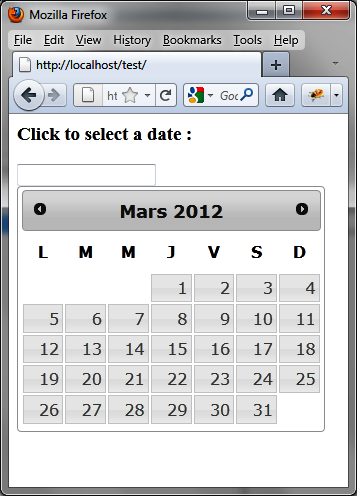 Mozilla Firefox
File Edit View History Bookmarks Tools Help
http://localhost/test/
ht Goo
Click to select a date :
Mars 2012
L M M J V S D
1 2 3 4
5 6 7 8 9 10 11
12 13 14 15 16 17 18
19 20 21 22 23 24 25
26 27 28 29 30 31